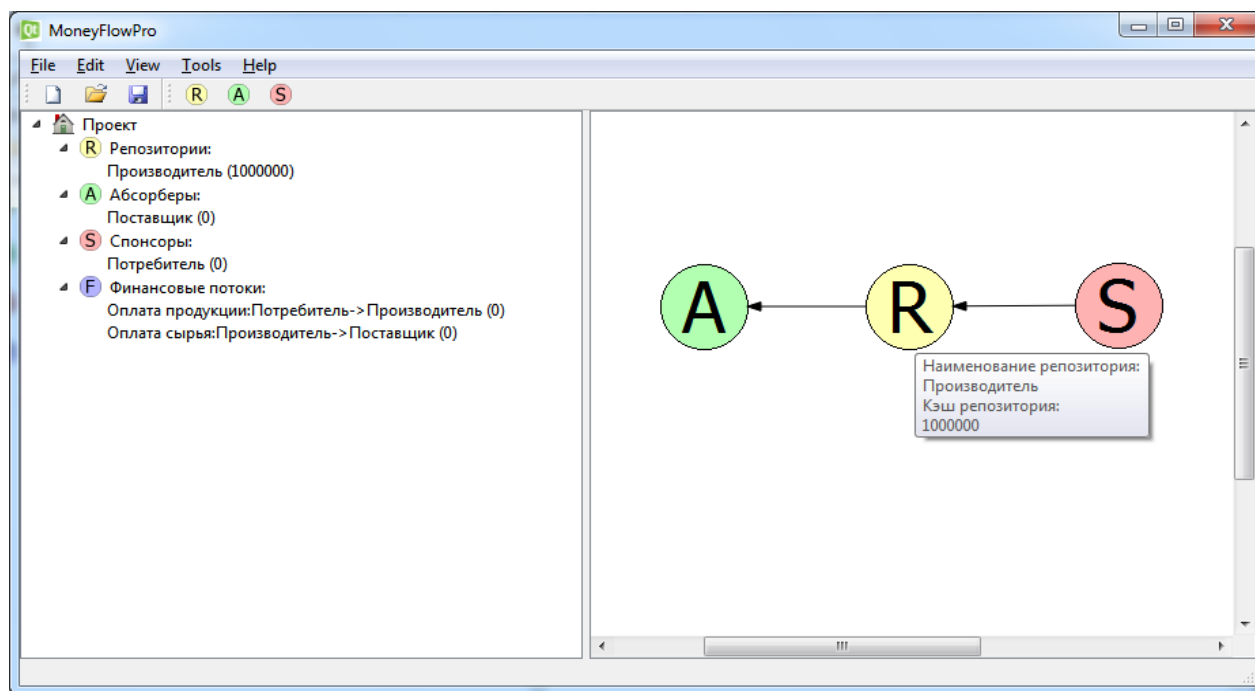 Qt MoneyFlowPro
File Edit View Tools Help
R A S
Проект
R Репозитории:
Производитель (1000000)
A Абсорберы:
Поставщик (0)
S Спонсоры:
Потребитель (0)
F Финансовые потоки:
Оплата продукции:Потребитель->Производитель (0)
Оплата сырья:Производитель->Поставщик (0)
A R S
Наименование репозитория:
Производитель
Кэш репозитория:
1000000